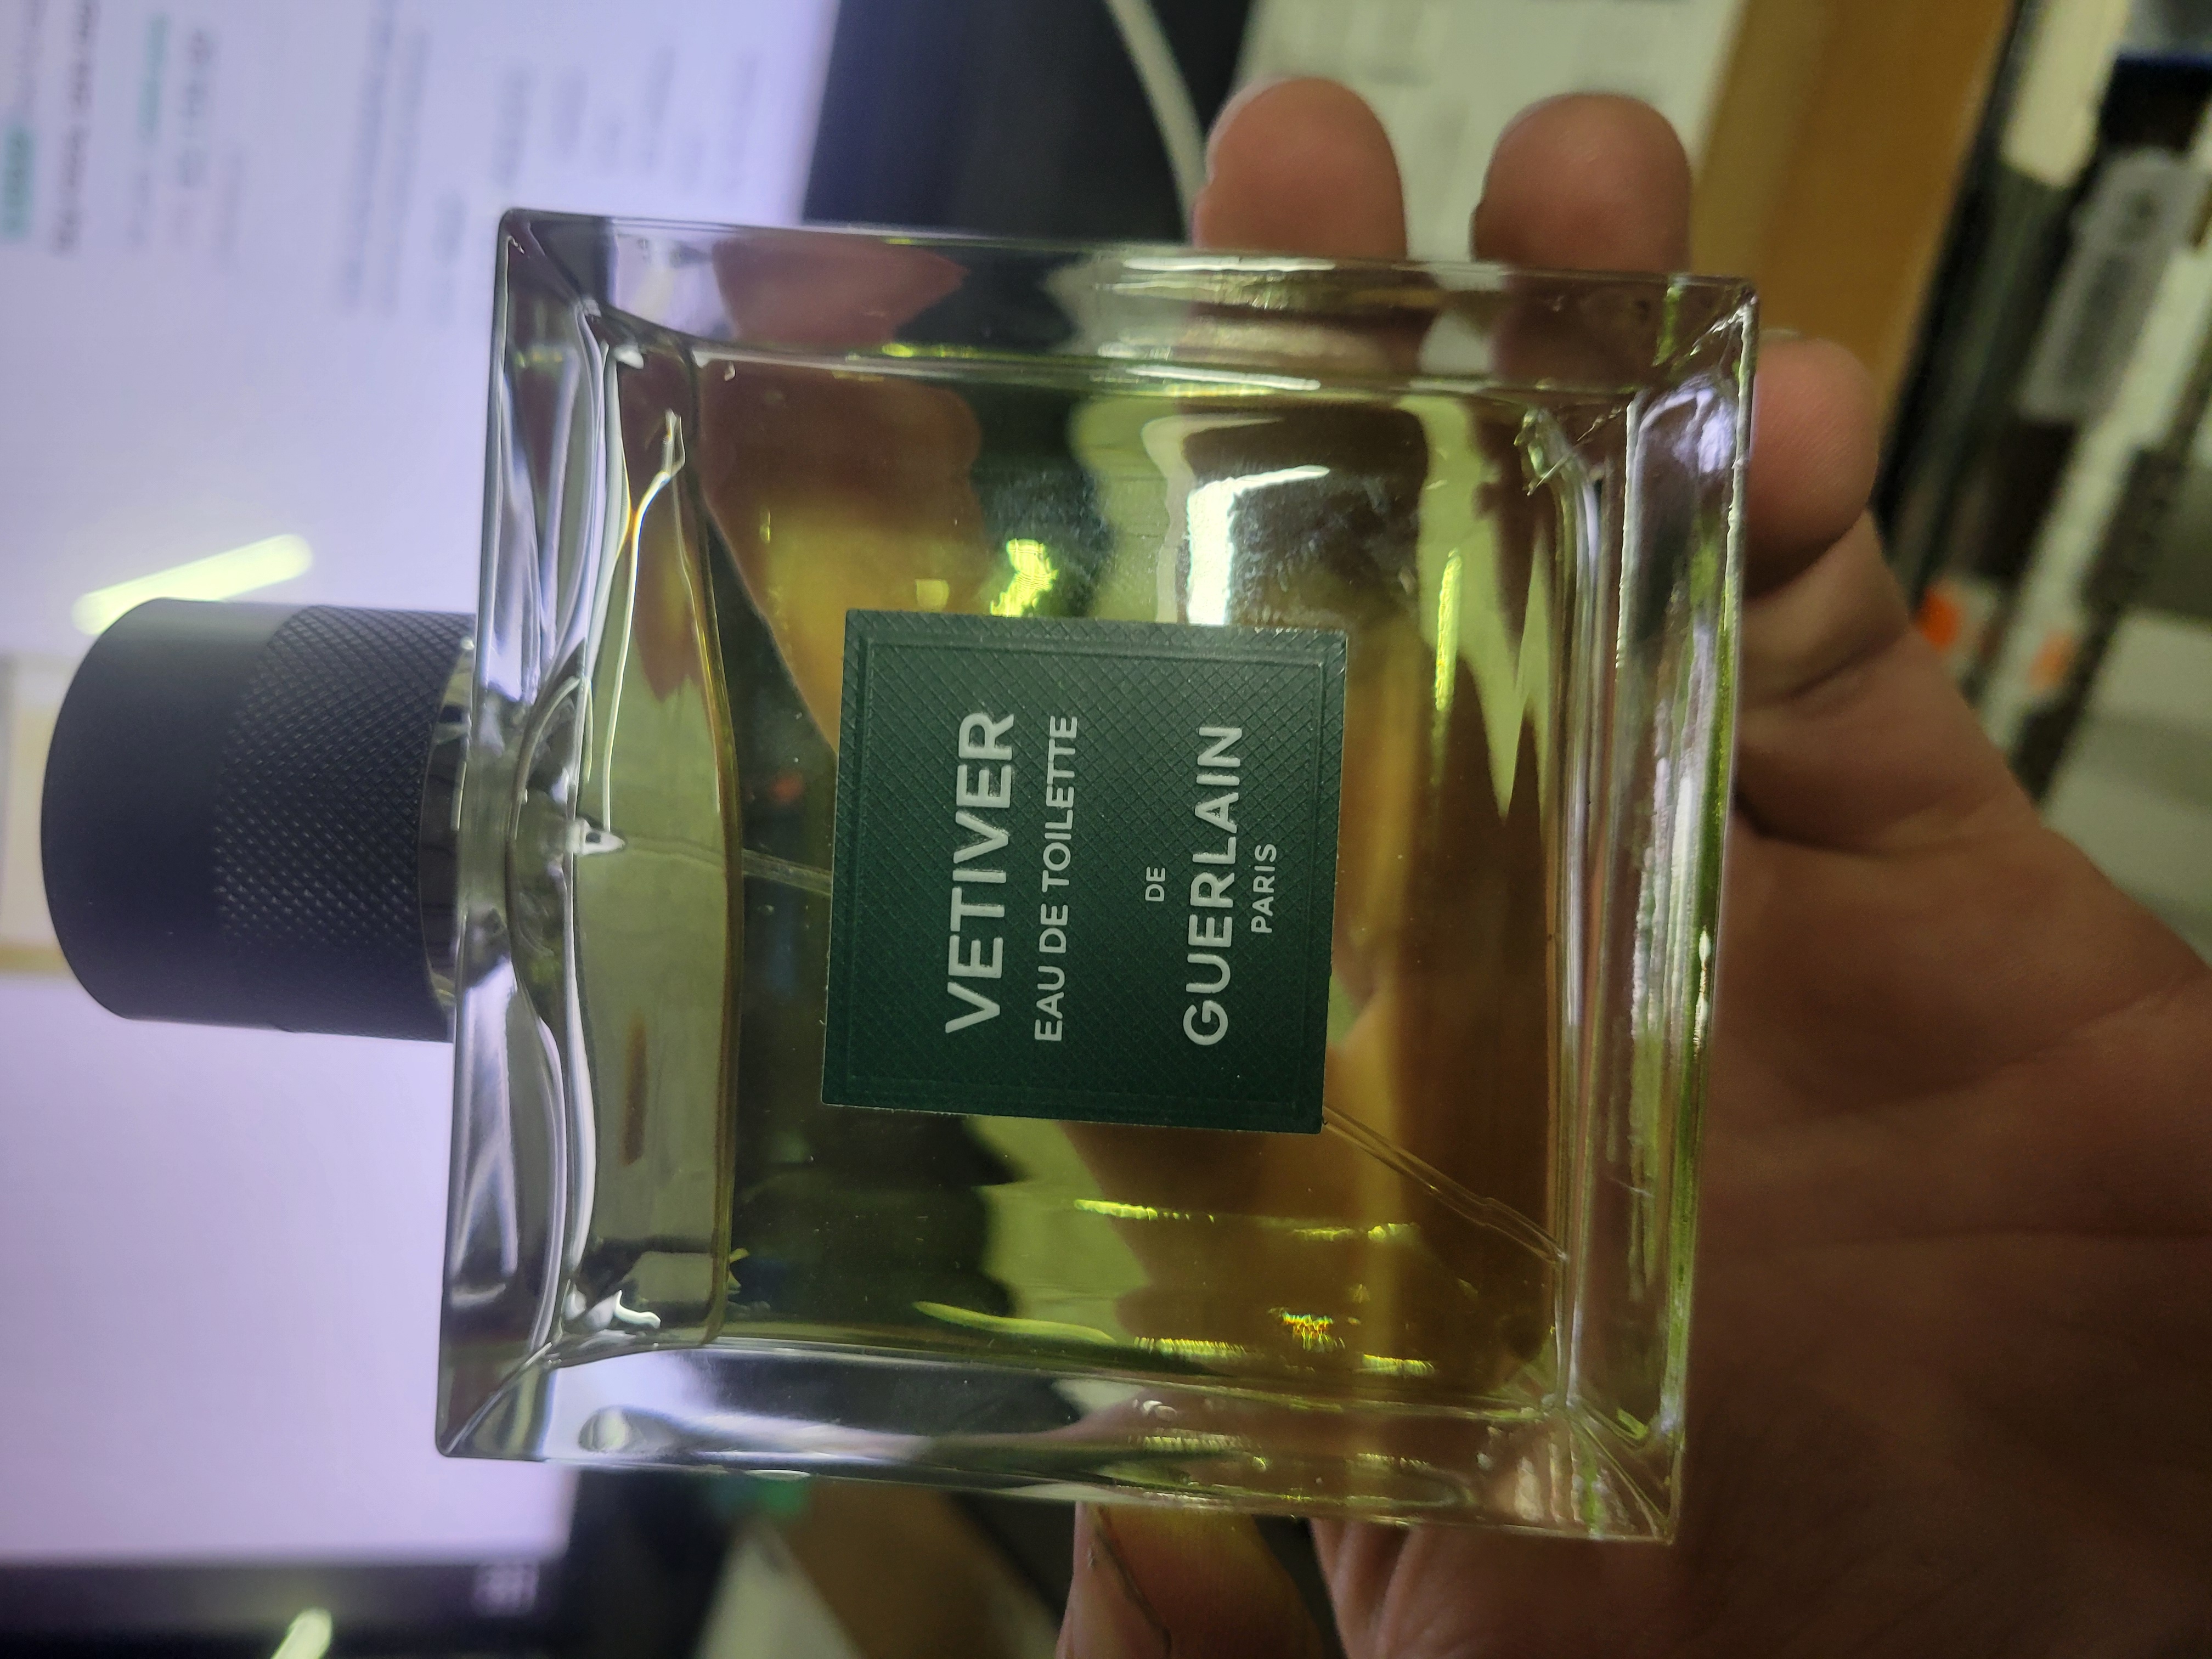 VETIVER
EAU DE TOILETTE
DE
GUERLAIN
PARIS